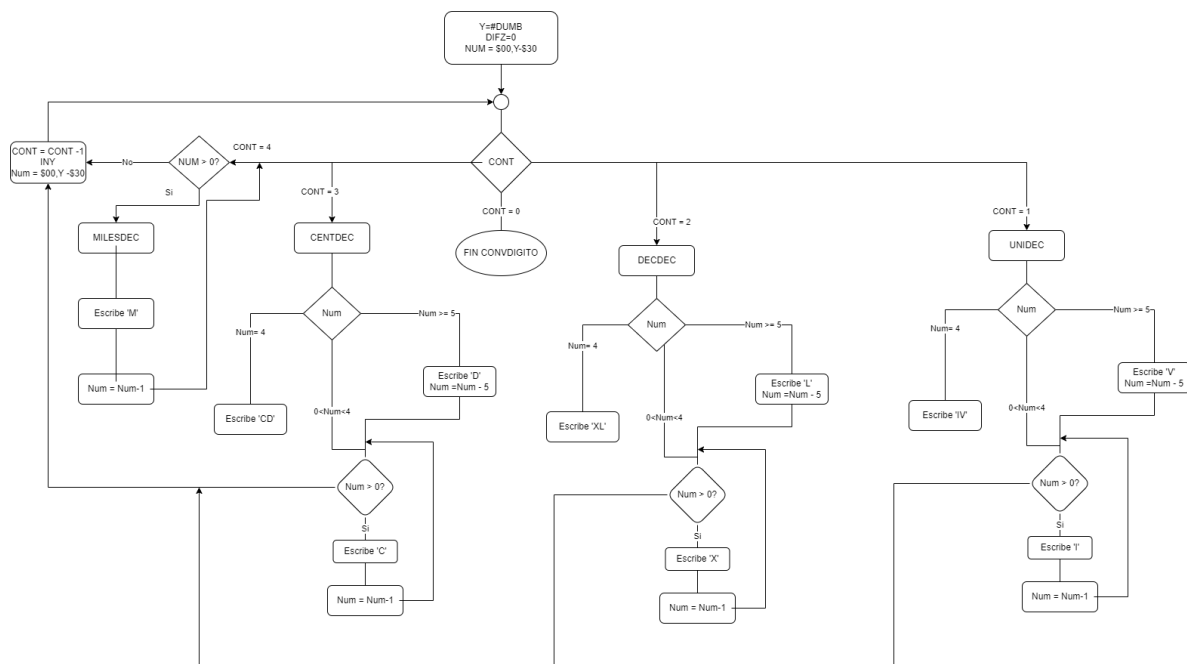 Y=#DUMB
DIFZ=0
NUM = $00,Y-$30
CONT = CONT -1
INY
Num = $00,Y -$30
No
NUM > 0?
CONT = 4
CONT
Si
CONT = 3
CONT = 0
CONT = 2
CONT = 1
MILESDEC
CENTDEC
FIN CONVDIGITO
DECDEC
UNIDEC
Escribe 'M'
Num = Num-1
Num= 4
Num
Num >= 5
Escribe 'D'
Num =Num - 5
Escribe 'CD'
0<Num<4
Num > 0?
Si
Escribe 'C'
Num = Num-1
Num= 4
Num
Num >= 5
Escribe 'L'
Num =Num - 5
Escribe 'XL'
0<Num<4
Num > 0?
Si
Escribe 'X'
Num = Num-1
Num= 4
Num
Num >= 5
Escribe 'V'
Num =Num - 5
Escribe 'IV'
0<Num<4
Num > 0?
Si
Escribe 'I'
Num = Num-1